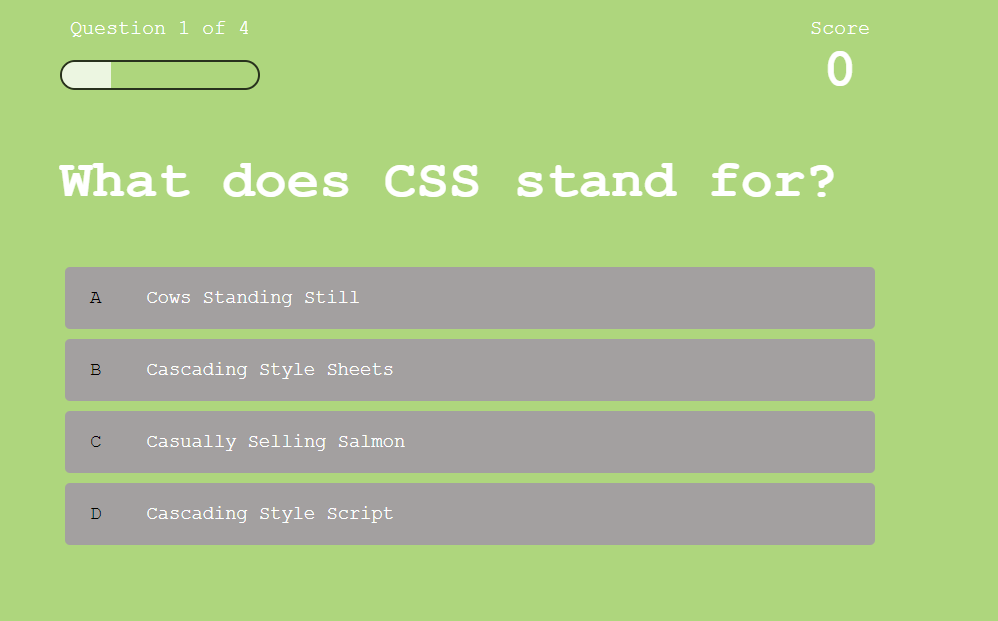 Question 1 of 4
Score
0
What does CSS stand for?
A Cows Standing Still
B Cascading Style Sheets
C Casually Selling Salmon
D Cascading Style Script